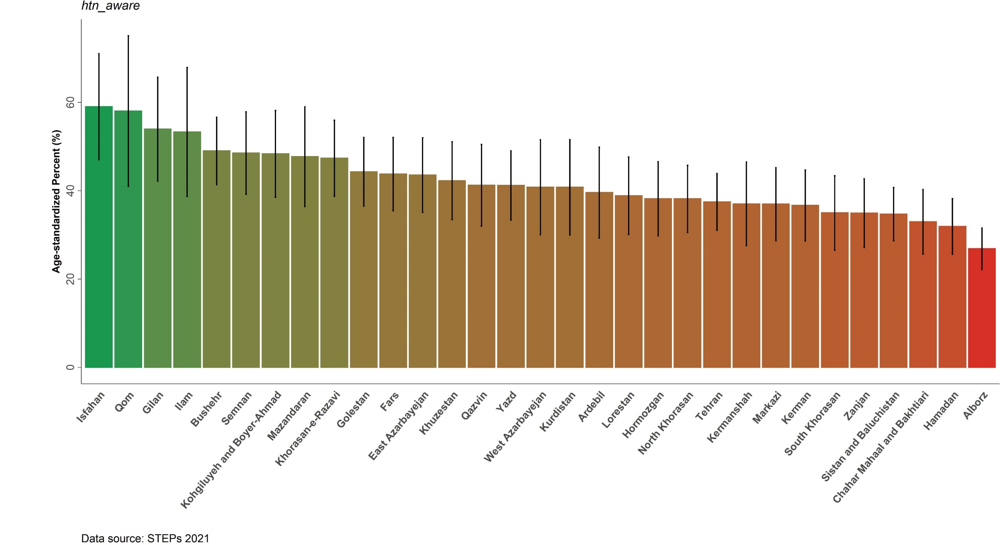 htn_aware
Age-standardized Percent (%)
60
40
20
0
Isfahan
Qom
Gilan
Ilam
Bushehr
Semnan
Kohgiluyeh and Boyer-Ahmad
Mazandaran
Khorasan-e-Razavi
Golestan
Fars
East Azarbayejan
Khuzestan
Qazvin
Yazd
West Azarbayejan
Kurdistan
Ardebil
Lorestan
Hormozgan
North Khorasan
Tehran
Kermanshah
Markazi
Kerman
South Khorasan
Zanjan
Sistan and Baluchistan
Chahar Mahaal and Bakhtiari
Hamadan
Alborz
Data source: STEPs 2021